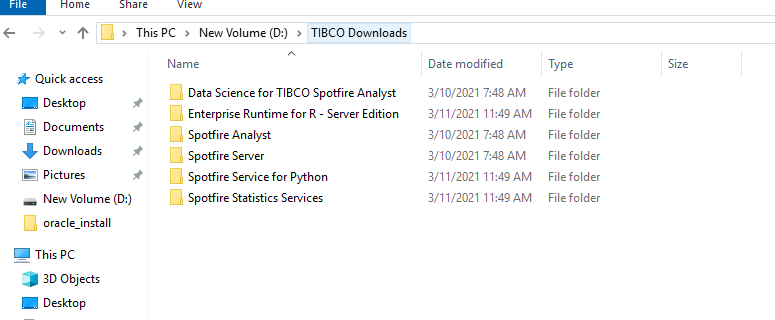 File Home Share View
This PC New Volume (D:) TIBCO Downloads
Name Date modified Type Size
Quick access
Desktop
Documents
Downloads
Pictures
New Volume (D:)
oracle_install
This PC
3D Objects
Desktop
Data Science for TIBCO Spotfire Analyst 3/10/2021 7:48 AM File folder
Enterprise Runtime for R - Server Edition 3/11/2021 11:49 AM File folder
Spotfire Analyst 3/10/2021 7:48 AM File folder
Spotfire Server 3/10/2021 7:48 AM File folder
Spotfire Service for Python 3/11/2021 11:49 AM File folder
Spotfire Statistics Services 3/11/2021 11:49 AM File folder